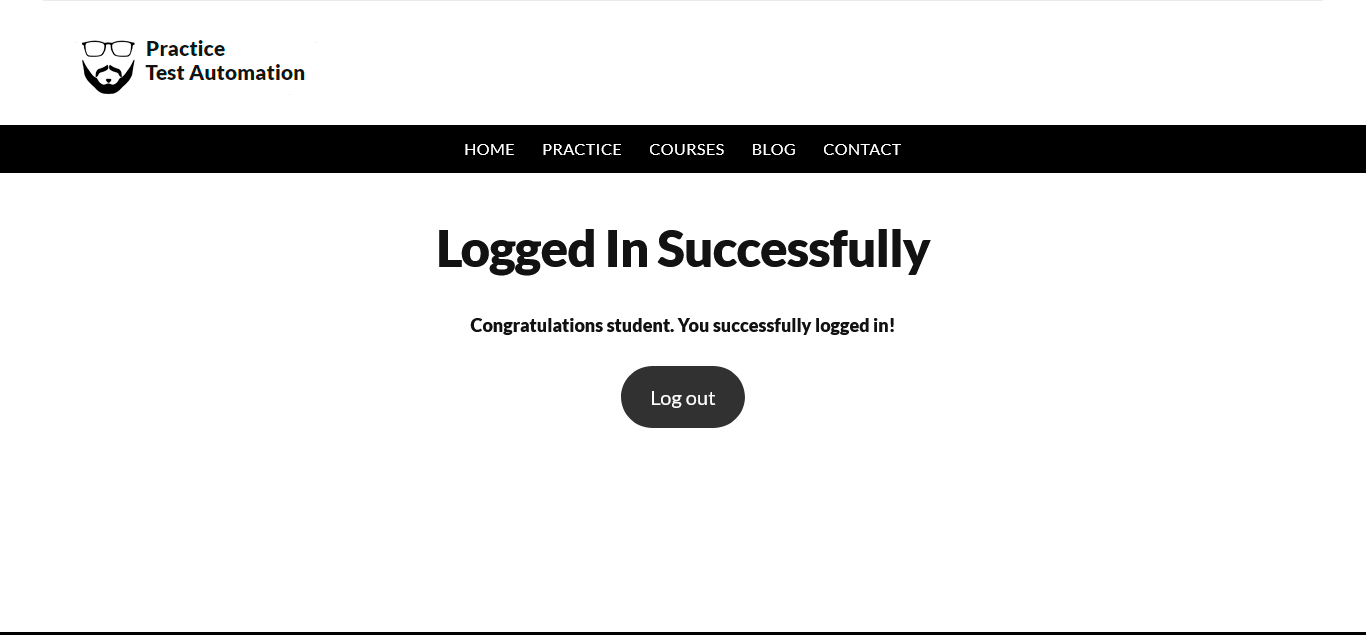 Practice
Test Automation
HOME PRACTICE COURSES BLOG CONTACT
Logged In Successfully
Congratulations student. You successfully logged in!
Log out